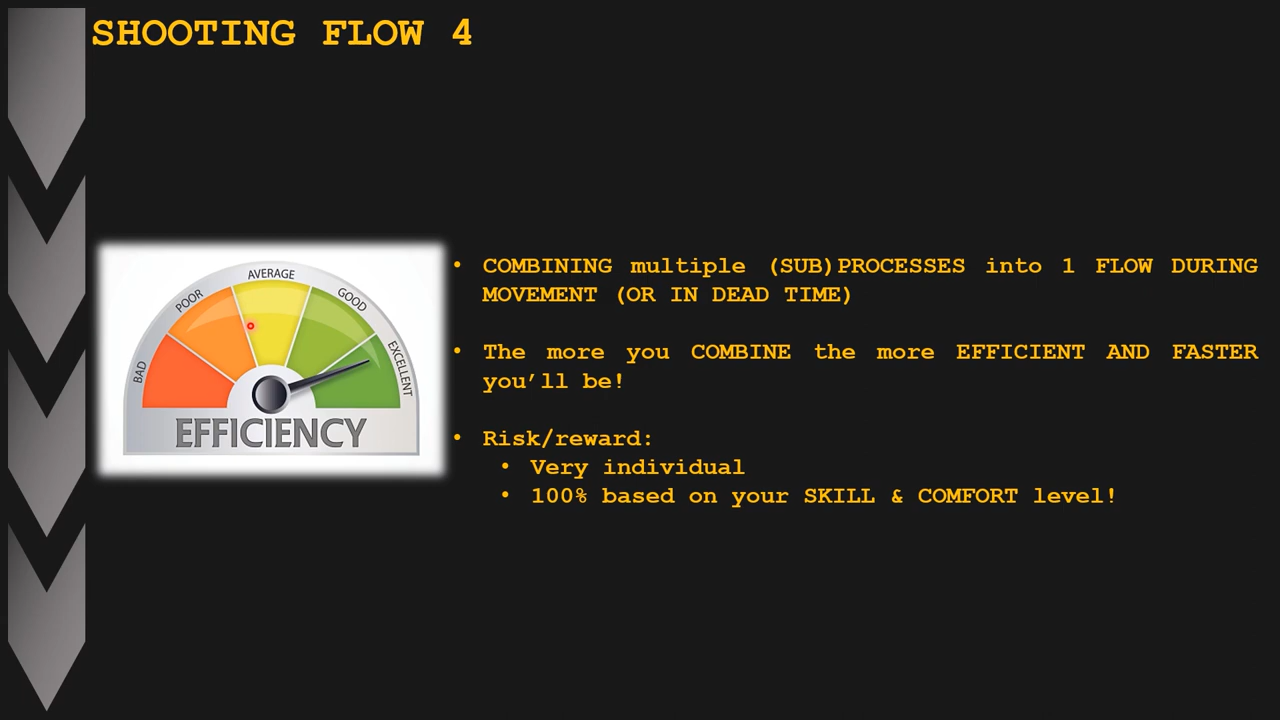 SHOOTING FLOW 4
BAD
POOR
AVERAGE
GOOD
EXCELLENT
EFFICIENCY
• COMBINING multiple (SUB)PROCESSES into 1 FLOW DURING
MOVEMENT (OR IN DEAD TIME)
• The more you COMBINE the more EFFICIENT AND FASTER
you’ll be!
• Risk/reward:
• Very individual
• 100% based on your SKILL & COMFORT level!